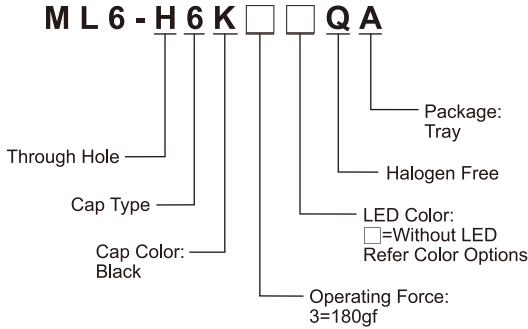 ML6-H6K□□QA
Package:
Tray
Through Hole
Halogen Free
Cap Type
LED Color:
□=Without LED
Refer Color Options
Cap Color:
Black
Operating Force:
3=180gf